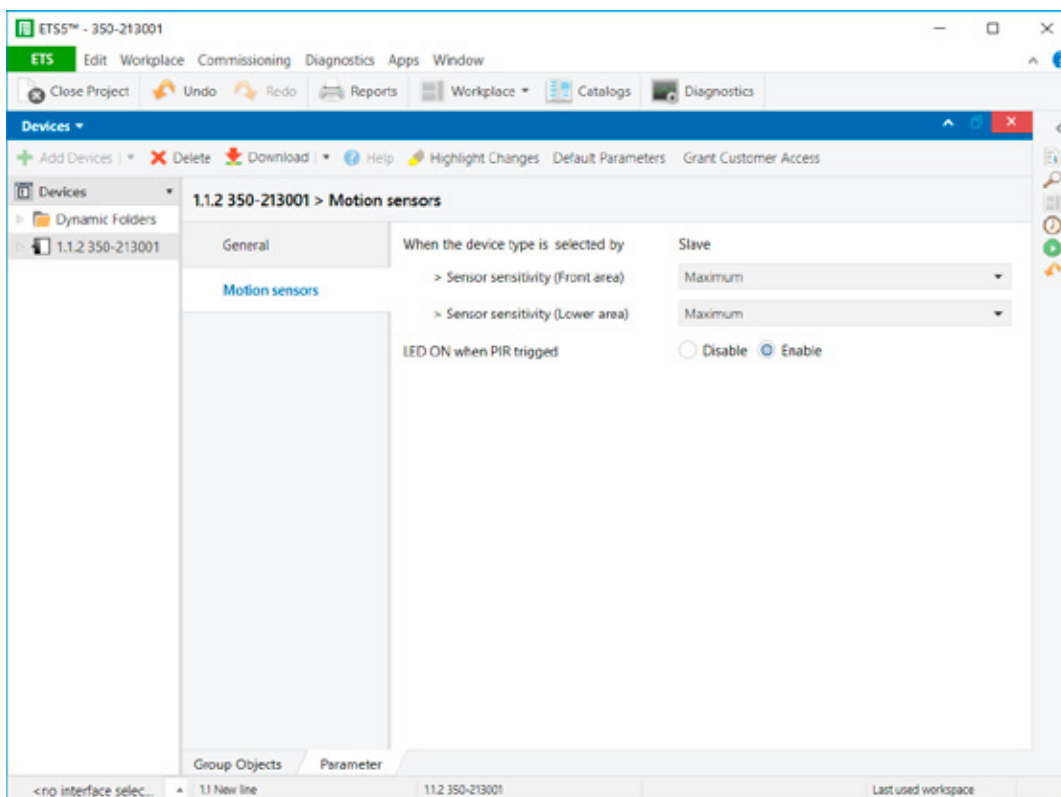 ETS5™ - 350-213001
ETS Edit Workplace Commissioning Diagnostics Apps Window
Close Project Undo Redo Reports Workplace Catalogs Diagnostics
Devices
Add Devices Delete Download Help Highlight Changes Default Parameters Grant Customer Access
Devices
Dynamic Folders
1.1.2 350-213001
1.1.2 350-213001 > Motion sensors
General
Motion sensors
When the device type is selected by Slave
> Sensor sensitivity (Front area) Maximum
> Sensor sensitivity (Lower area) Maximum
LED ON when PIR trigged Disable Enable
Group Objects Parameter
<no interface selec... 1.1 New line 1.1.2 350-213001 Last used workspace